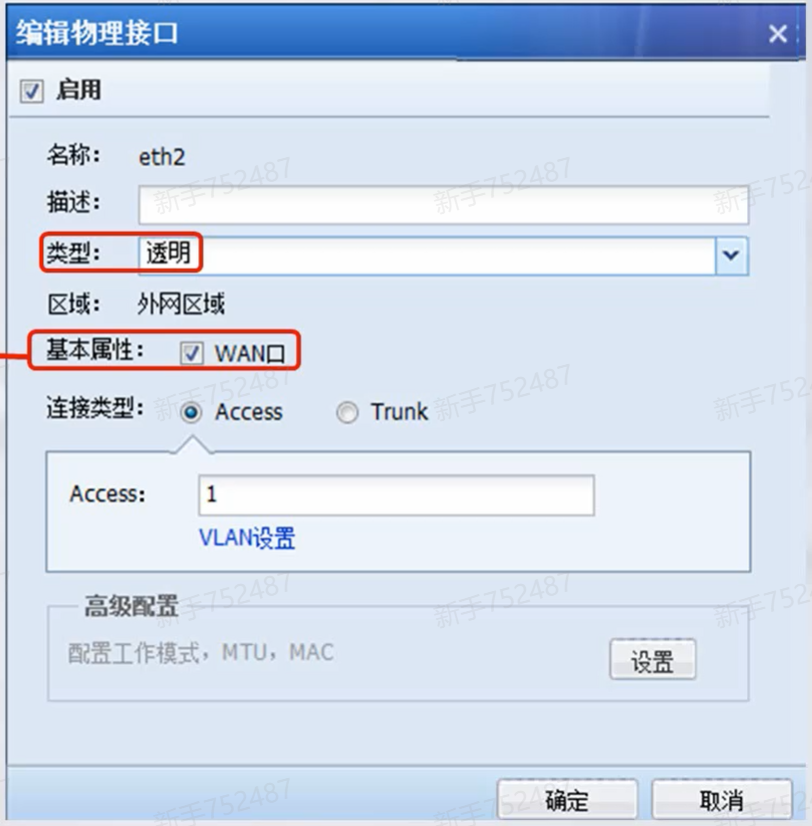 编辑物理接口
启用
名称： eth2
描述：
类型： 透明
区域： 外网区域
基本属性： WAN口
连接类型： Access Trunk
Access: 1
VLAN设置
高级配置
配置工作模式，MTU，MAC
设置
确定 取消
新手752487
新手752487
新手752
新手752487
新手752487
新手752
新手752487
新手752487
新手752
新手752487
新手752487
新手752